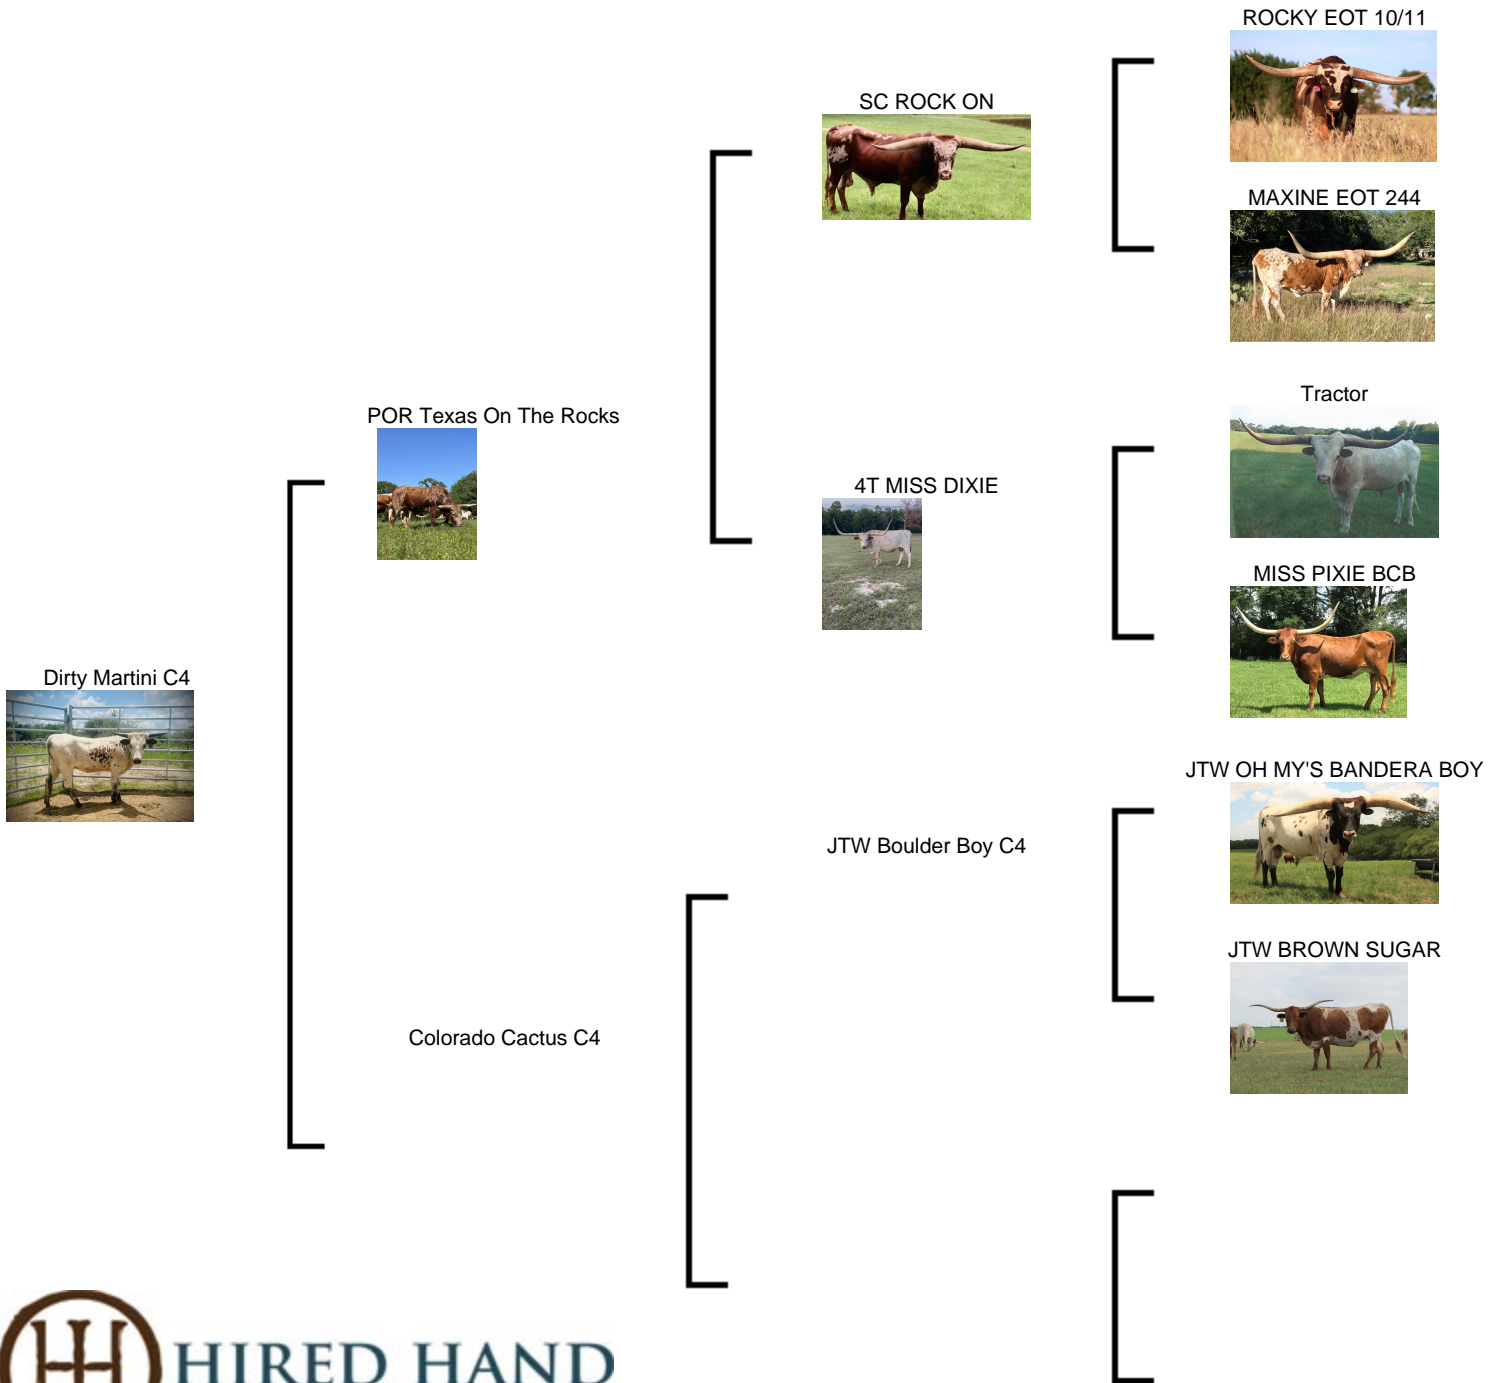 ROCKY EOT 10/11
SC ROCK ON
MAXINE EOT 244
Tractor
POR Texas On The Rocks
4T MISS DIXIE
MISS PIXIE BCB
Dirty Martini C4
JTW OH MY'S BANDERA BOY
JTW Boulder Boy C4
JTW BROWN SUGAR
Colorado Cactus C4
HIRED HAND